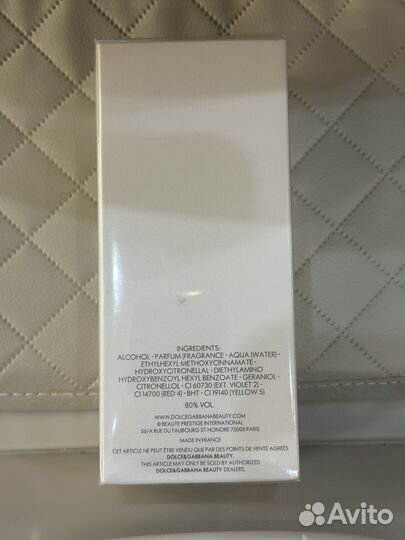 INGREDIENTS:
ALCOHOL • PARFUM (FRAGRANCE • AQUA (WATER) •
ETHYLHEXYL METHOXYCINNAMATE •
HYDROXYCITRONELLAL • DIETHYLAMINO
HYDROXYBENZOYL HEXYL BENZOATE • GERANIOL •
CITRONELLOL • CI 60730 (EXT. VIOLET 2) •
CI 14700 (RED 4) • BHT • CI 19140 (YELLOW 5)
80% VOL.
WWW.DOLCEGABBANABEAUTY.COM
© BEAUTE PRESTIGE INTERNATIONAL
56/A RUE DU FAUBOURG ST HONORE 75008 PARIS
MADE IN FRANCE
CET ARTICLE NE PEUT ÊTRE VENDU QUE PAR DES POINTS DE VENTE AGRÉÉS
DOLCE&GABBANA BEAUTY.
THIS ARTICLE MAY ONLY BE SOLD BY AUTHORIZED
DOLCE&GABBANA BEAUTY DEALERS.
Avito